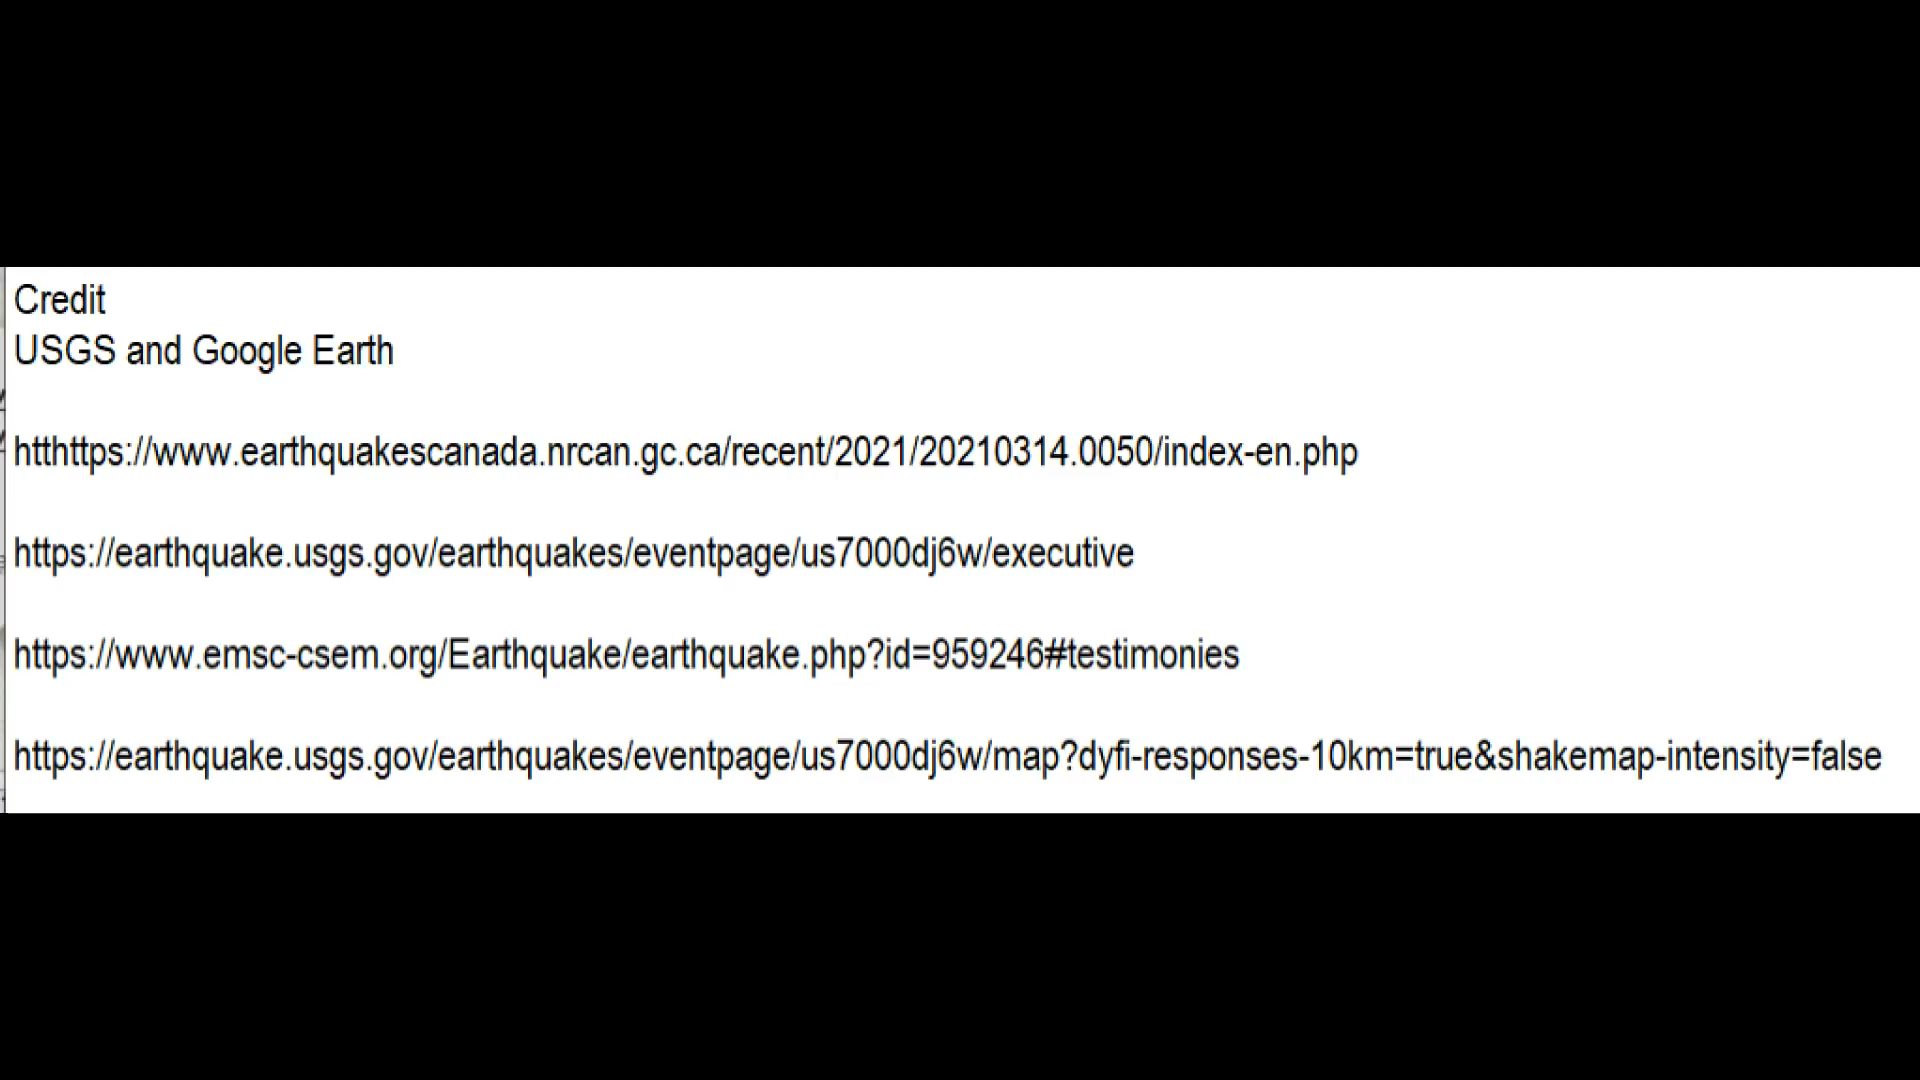 Credit
USGS and Google Earth
htthttps://www.earthquakescanada.nrcan.gc.ca/recent/2021/20210314.0050/index-en.php
https://earthquake.usgs.gov/earthquakes/eventpage/us7000dj6w/executive
https://www.emsc-csem.org/Earthquake/earthquake.php?id=959246#testimonies
https://earthquake.usgs.gov/earthquakes/eventpage/us7000dj6w/map?dyfi-responses-10km=true&shakemap-intensity=false